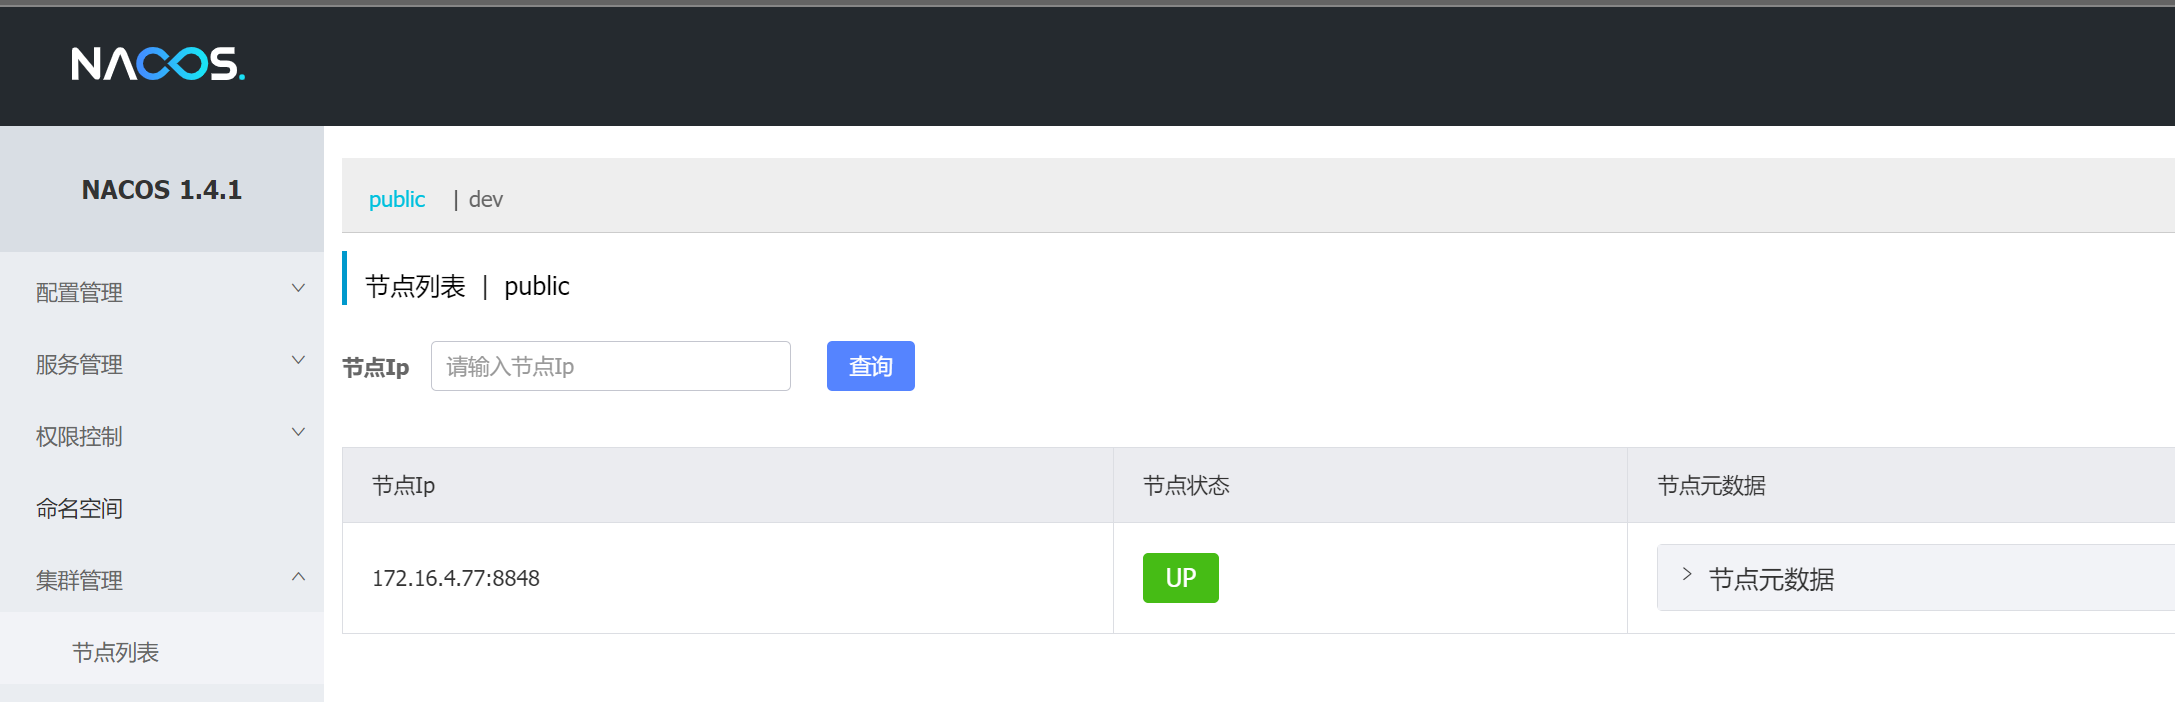 NACOS.
NACOS 1.4.1
配置管理
服务管理
权限控制
命名空间
集群管理
节点列表
public | dev
节点列表 | public
节点Ip 请输入节点Ip 查询
节点Ip 节点状态 节点元数据
172.16.4.77:8848 UP 节点元数据